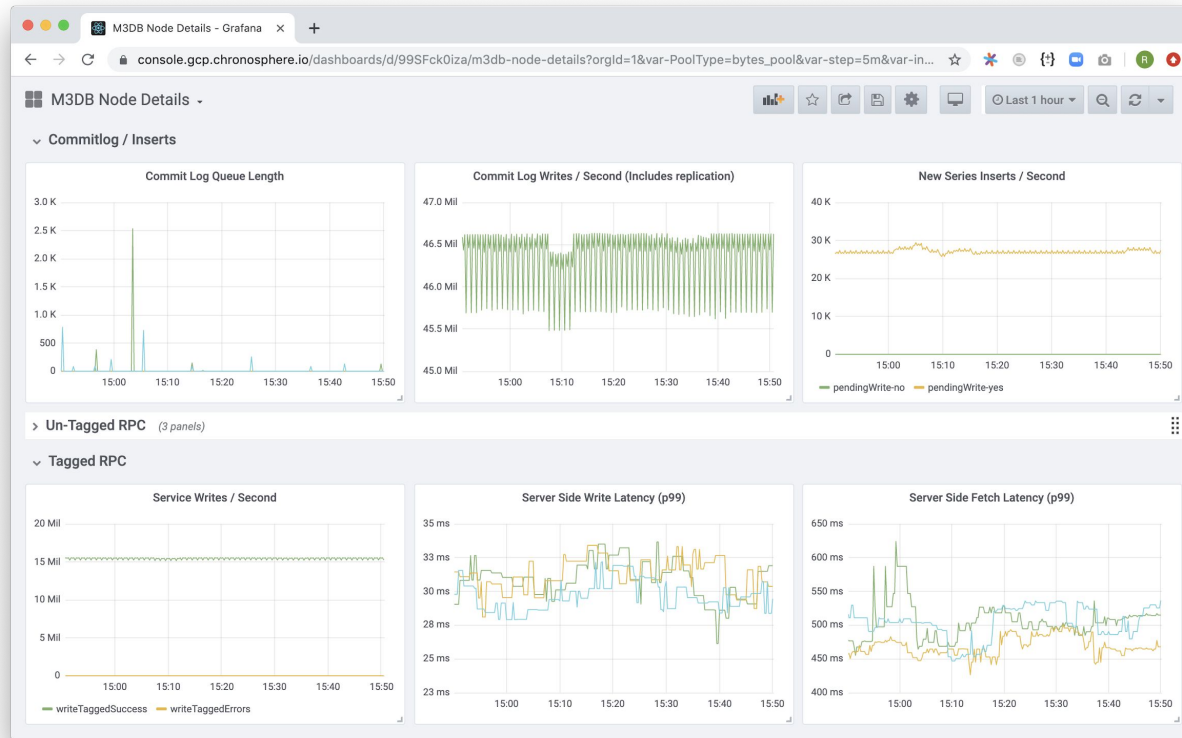 M3DB Node Details - Grafana
console.gcp.chronosphere.io/dashboards/d/99SFck0iza/m3db-node-details?orgId=1&var-PoolType=bytes_pool&var-step=5m&var-in...
R
M3DB Node Details
Last 1 hour
Commitlog / Inserts
Commit Log Queue Length
3.0 K
2.5 K
2.0 K
1.5 K
1.0 K
500
0
15:00 15:10 15:20 15:30 15:40 15:50
Commit Log Writes / Second (Includes replication)
47.0 Mil
46.5 Mil
46.0 Mil
45.5 Mil
45.0 Mil
15:00 15:10 15:20 15:30 15:40 15:50
New Series Inserts / Second
40 K
30 K
20 K
10 K
0
15:00 15:10 15:20 15:30 15:40 15:50
pendingWrite-no pendingWrite-yes
Un-Tagged RPC (3 panels)
Tagged RPC
Service Writes / Second
20 Mil
15 Mil
10 Mil
5 Mil
0
15:00 15:10 15:20 15:30 15:40 15:50
writeTaggedSuccess writeTaggedErrors
Server Side Write Latency (p99)
35 ms
33 ms
30 ms
28 ms
25 ms
23 ms
15:00 15:10 15:20 15:30 15:40 15:50
Server Side Fetch Latency (p99)
650 ms
600 ms
550 ms
500 ms
450 ms
400 ms
15:00 15:10 15:20 15:30 15:40 15:50